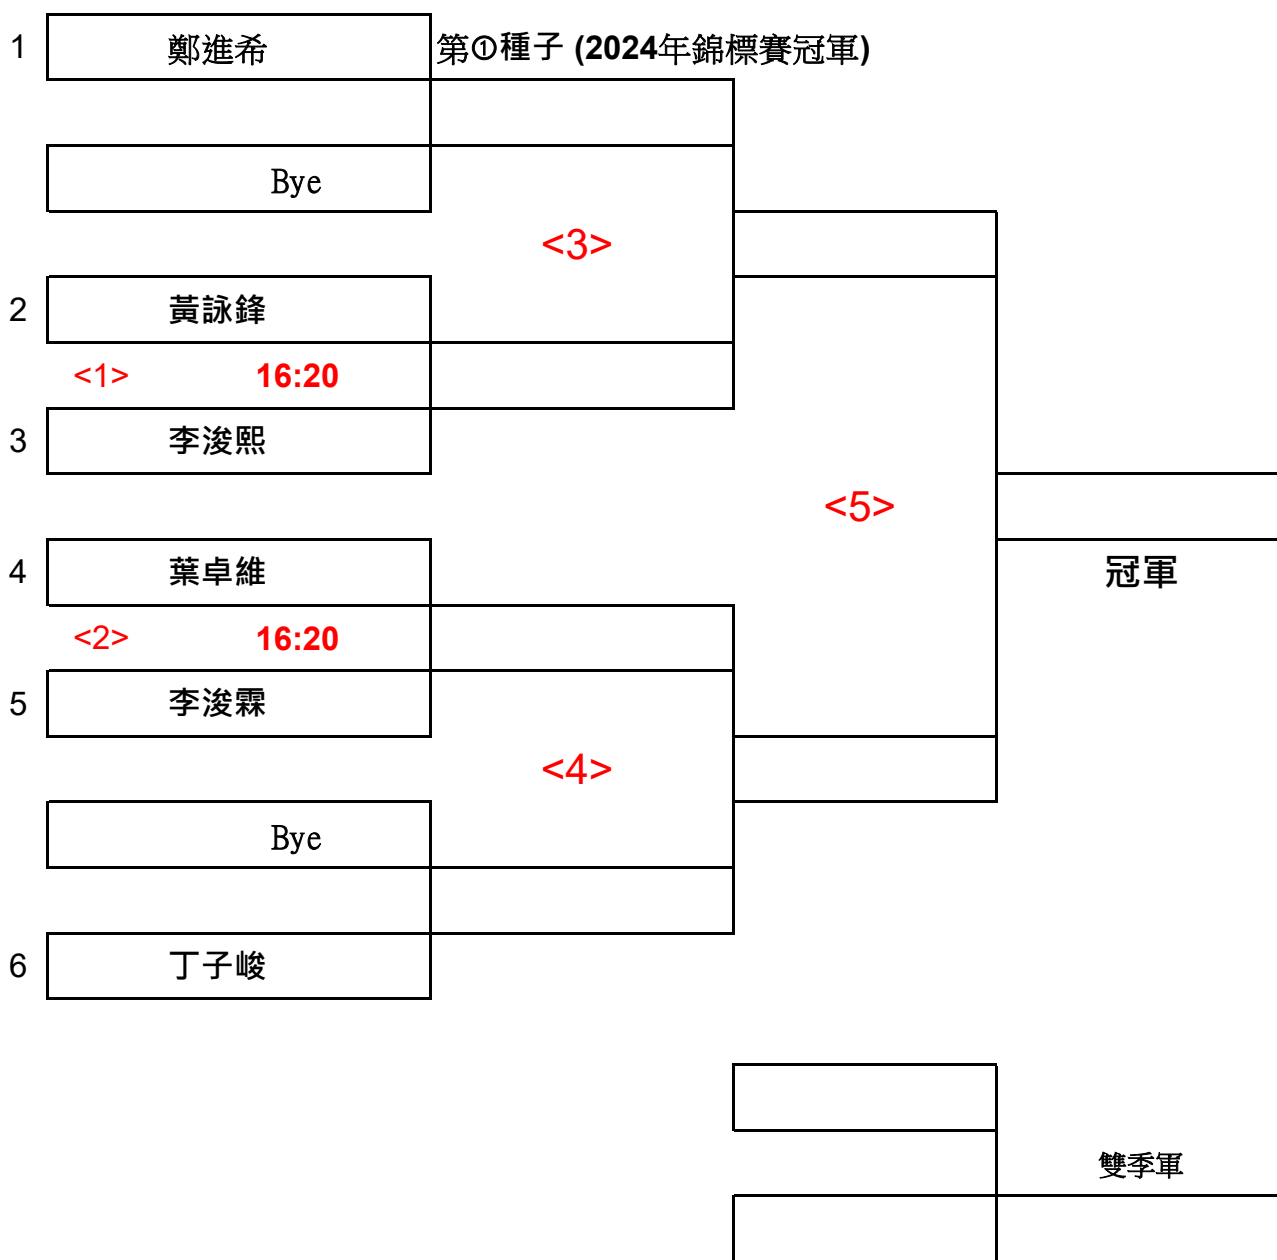 1 鄭進希 第①種子 (2024年錦標賽冠軍)
Bye
<3>
2 黃詠鋒
<1> 16:20
3 李浚熙
<5>
4 葉卓維
冠軍
<2> 16:20
5 李浚霖
<4>
Bye
6 丁子峻
雙季軍